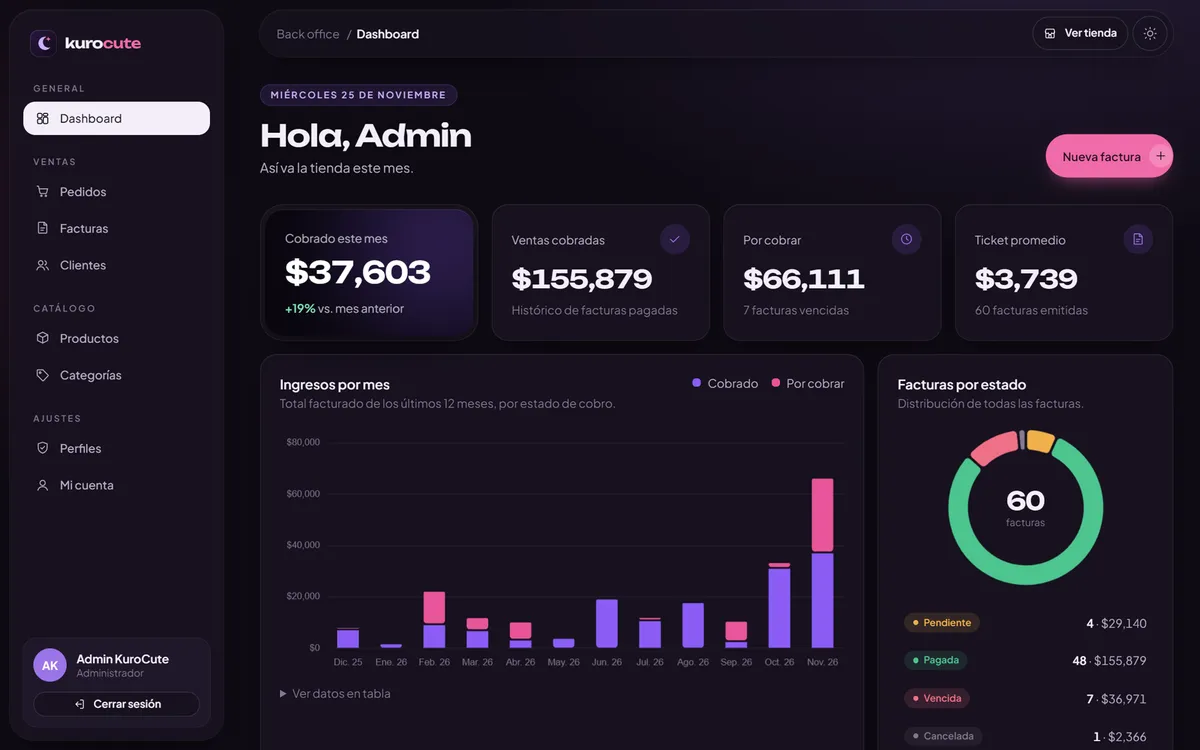 kurocute
GENERAL
Dashboard
VENTAS
Pedidos
Facturas
Clientes
CATÁLOGO
Productos
Categorías
AJUSTES
Perfiles
Mi cuenta
AK
Admin KuroCute
Administrador
Cerrar sesión
Back office / Dashboard
Ver tienda
MIÉRCOLES 25 DE NOVIEMBRE
Hola, Admin
Así va la tienda este mes.
Nueva factura +
Cobrado este mes
$37,603
+19% vs. mes anterior
Ventas cobradas
$155,879
Histórico de facturas pagadas
Por cobrar
$66,111
7 facturas vencidas
Ticket promedio
$3,739
60 facturas emitidas
Ingresos por mes
Cobrado Por cobrar
Total facturado de los últimos 12 meses, por estado de cobro.
$80,000
$60,000
$40,000
$20,000
$0
Dic. 25 Ene. 26 Feb. 26 Mar. 26 Abr. 26 May. 26 Jun. 26 Jul. 26 Ago. 26 Sep. 26 Oct. 26 Nov. 26
Ver datos en tabla
Facturas por estado
Distribución de todas las facturas.
60
facturas
Pendiente 4 · $29,140
Pagada 48 · $155,879
Vencida 7 · $36,971
Cancelada 1 · $2,366